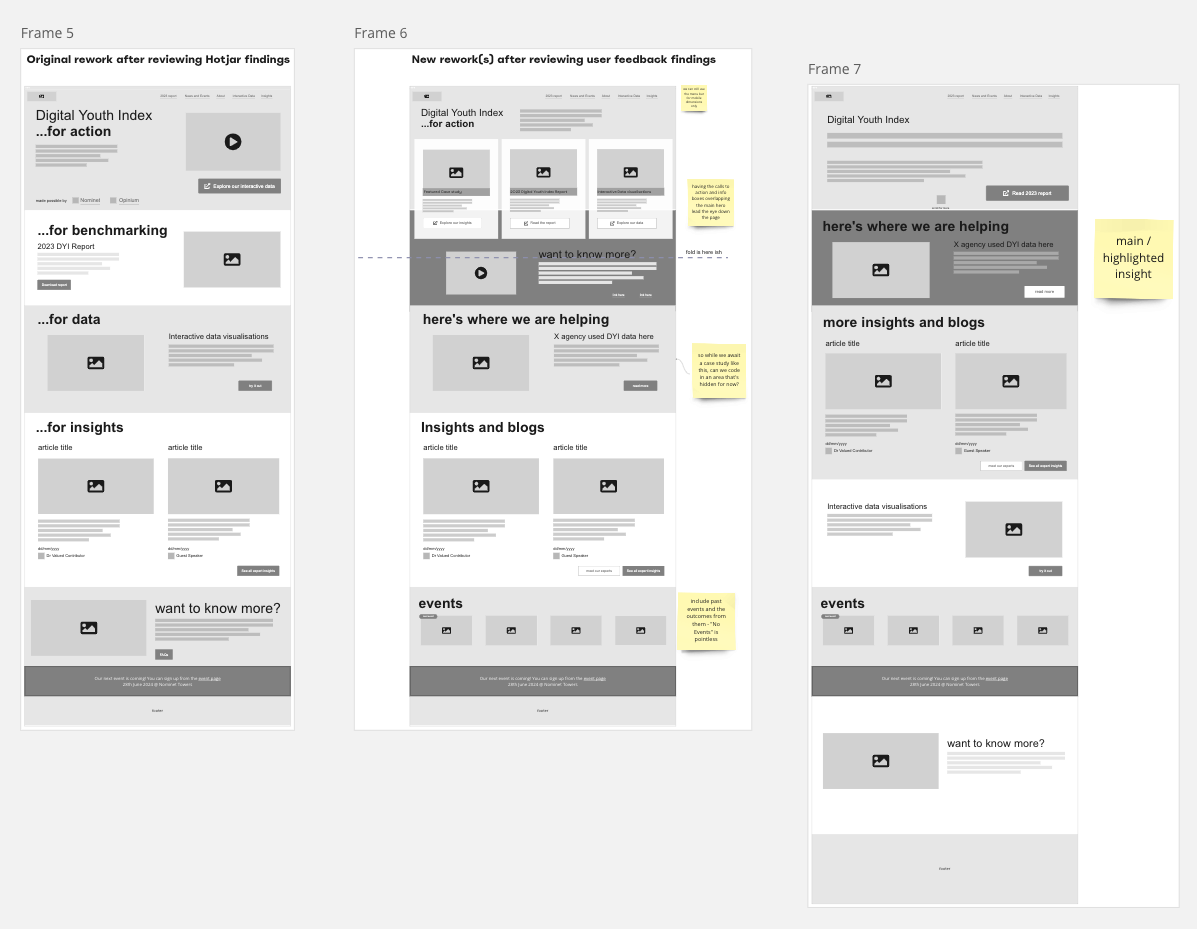 Frame 5
Original rework after reviewing Hotjar findings
2023 report News and Events About Interactive Data Insights
Digital Youth Index
...for action
Explore our interactive data
made possible by Nominet Opinium
...for benchmarking
2023 DYI Report
Download report
...for data
Interactive data visualisations
try it out
...for insights
article title
article title
dd/mm/yyyy
Dr Valued Contributor
Guest Speaker
See all expert insights
want to know more?
FAQs
Our next event is coming! You can sign up from the event page
28th June 2024 @ Nominet Towers
footer
Frame 6
New rework(s) after reviewing user feedback findings
2023 report News and Events About Interactive Data Insights
Digital Youth Index
...for action
Featured Case study
2023 Digital Youth Index Report
Interactive Data visualisations
Explore our insights
Read the report
Explore our data
having the calls to
action and info
boxes overlapping
the main hero
lead the eye down
the page
want to know more?
fold is here ish
here's where we are helping
X agency used DYI data here
read more
so while we await
a case study like
this, can we code
in an area that's
hidden for now?
Insights and blogs
article title
article title
dd/mm/yyyy
Dr Valued Contributor
Guest Speaker
meet our experts
See all expert insights
events
include past
events and the
outcomes from
them - "No
Events" is
pointless
Our next event is coming! You can sign up from the event page
28th June 2024 @ Nominet Towers
footer
Frame 7
2023 report News and Events About Interactive Data Insights
Digital Youth Index
Read 2023 report
here's where we are helping
X agency used DYI data here
read more
main /
highlighted
insight
more insights and blogs
article title
article title
dd/mm/yyyy
Dr Valued Contributor
Guest Speaker
meet our experts
See all expert insights
Interactive data visualisations
try it out
events
Our next event is coming! You can sign up from the event page
28th June 2024 @ Nominet Towers
want to know more?
footer